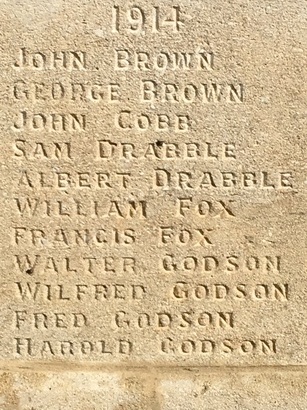 1914
JOHN BROWN
GEORGE BROWN
JOHN COBB
SAM DRABBLE
ALBERT DRABBLE
WILLIAM FOX
FRANCIS FOX
WALTER GODSON
WILFRED GODSON
FRED GODSON
HAROLD GODSON